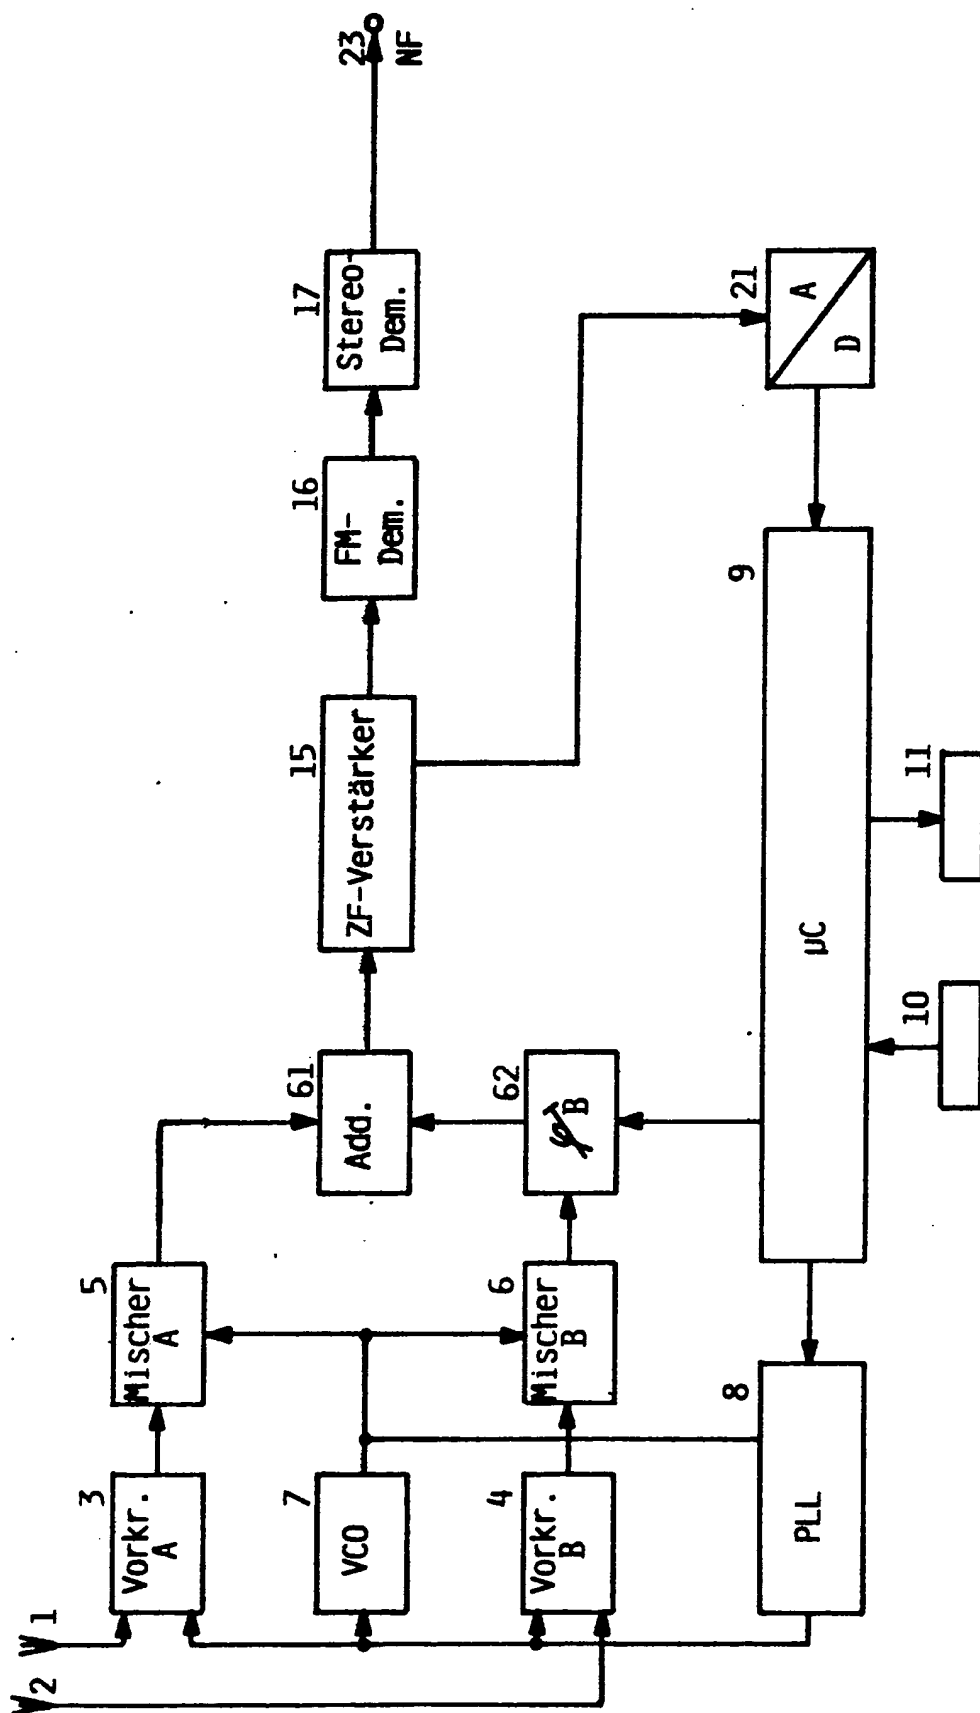 1
2
3
Vorkr.
A
5
Mischer
A
7
VCO
4
Vorkr.
B
6
Mischer
B
61
Add.
62
φ
B
15
ZF-Verstärker
16
FM-
Dem.
17
Stereo-
Dem.
23
NF
8
PLL
9
µC
10
11
21
A
D